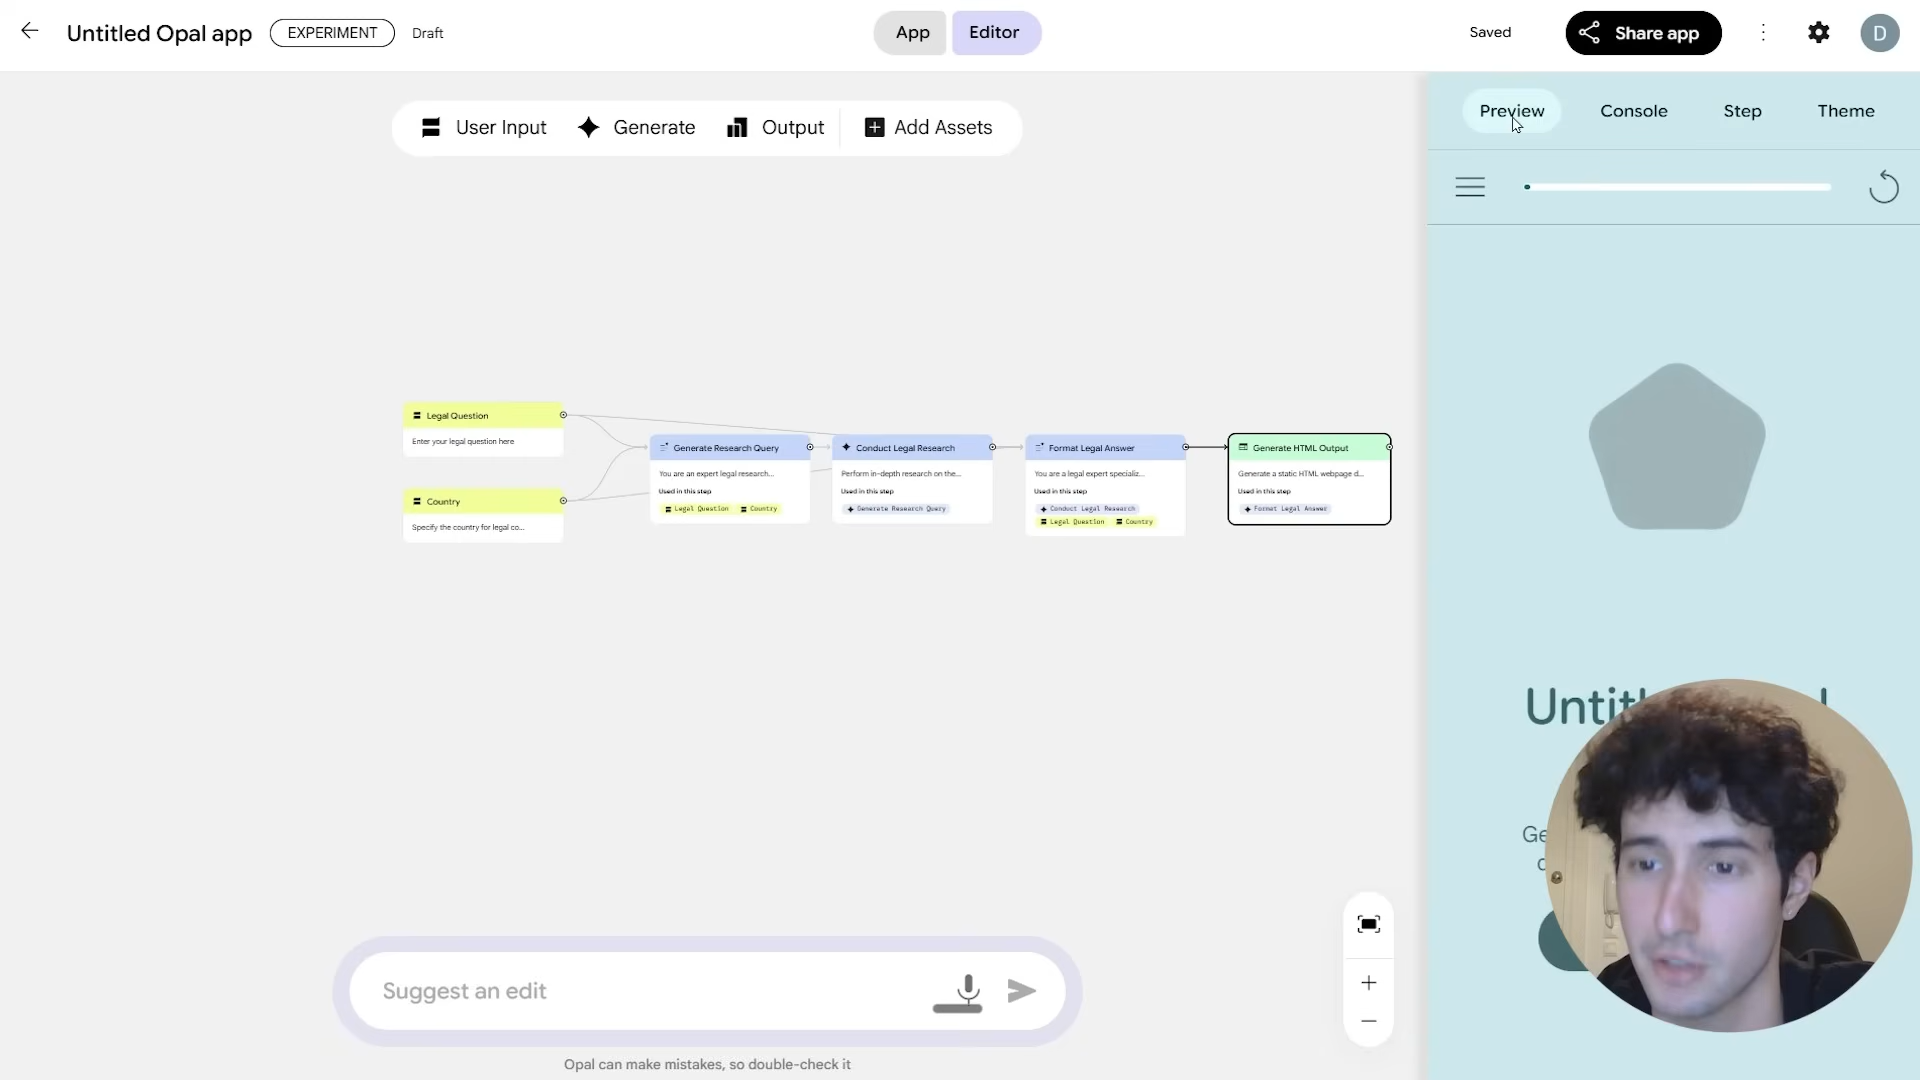 Untitled Opal app
EXPERIMENT
Draft
App
Editor
Saved
Share app
D
User Input
Generate
Output
Add Assets
Preview
Console
Step
Theme
Legal Question
Enter your legal question here
Country
Specify the country for legal co...
Generate Research Query
You are an expert legal research...
Used in this step
Legal Question Country
Conduct Legal Research
Perform in-depth research on the...
Used in this step
Generate Research Query
Format Legal Answer
You are a legal expert specializ...
Used in this step
Conduct Legal Research
Legal Question Country
Generate HTML Output
Generate a static HTML webpage d...
Used in this step
Format Legal Answer
Suggest an edit
Opal can make mistakes, so double-check it